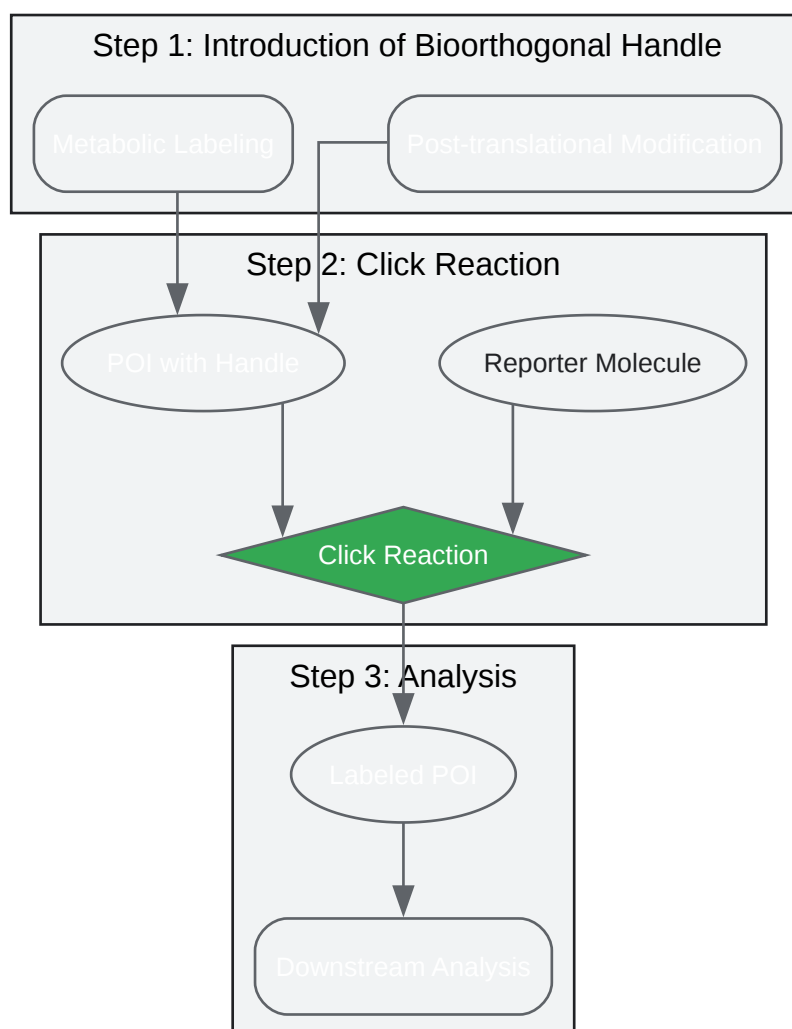 Step 1: Introduction of Bioorthogonal Handle
Metabolic Labeling
Post-translational Modification
Step 2: Click Reaction
POI with Handle
Reporter Molecule
Click Reaction
Step 3: Analysis
Labeled POI
Downstream Analysis